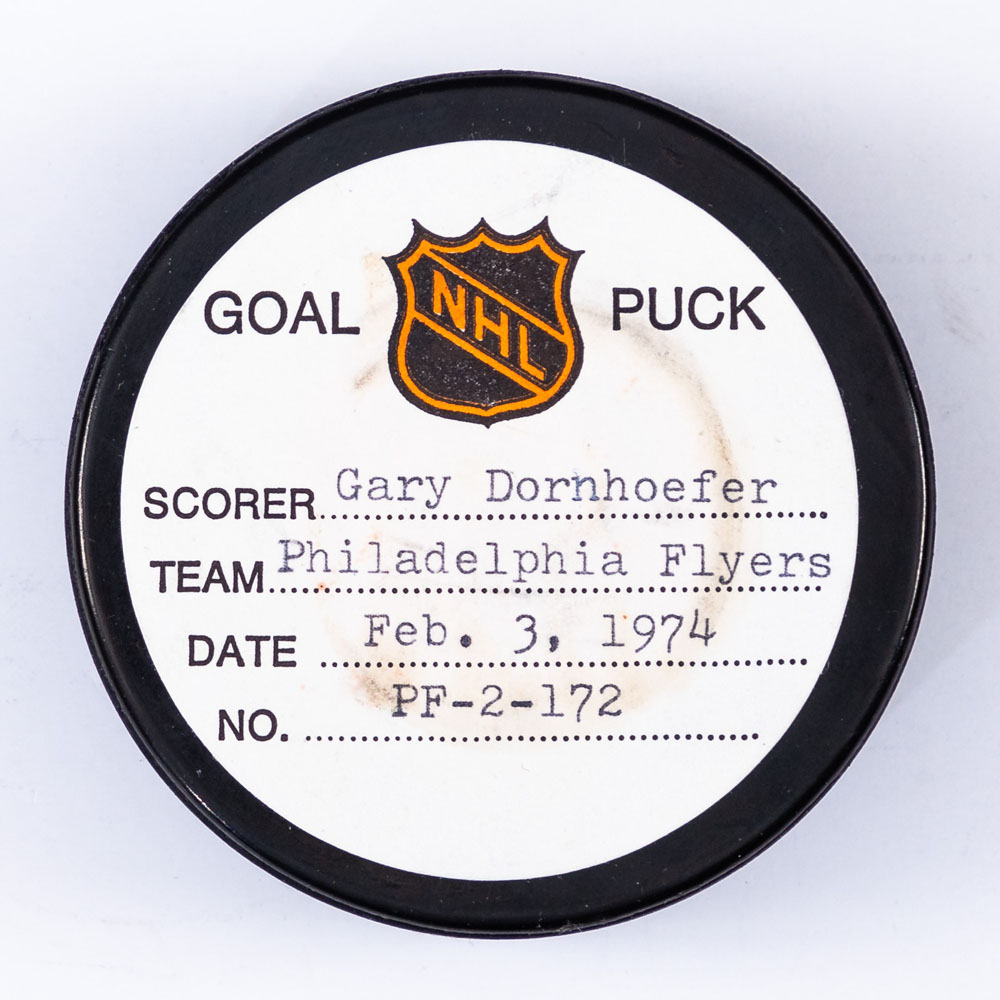 GOAL NHL PUCK
SCORER Gary Dornhoefer
TEAM Philadelphia Flyers
DATE Feb. 3, 1974
NO. PF-2-172